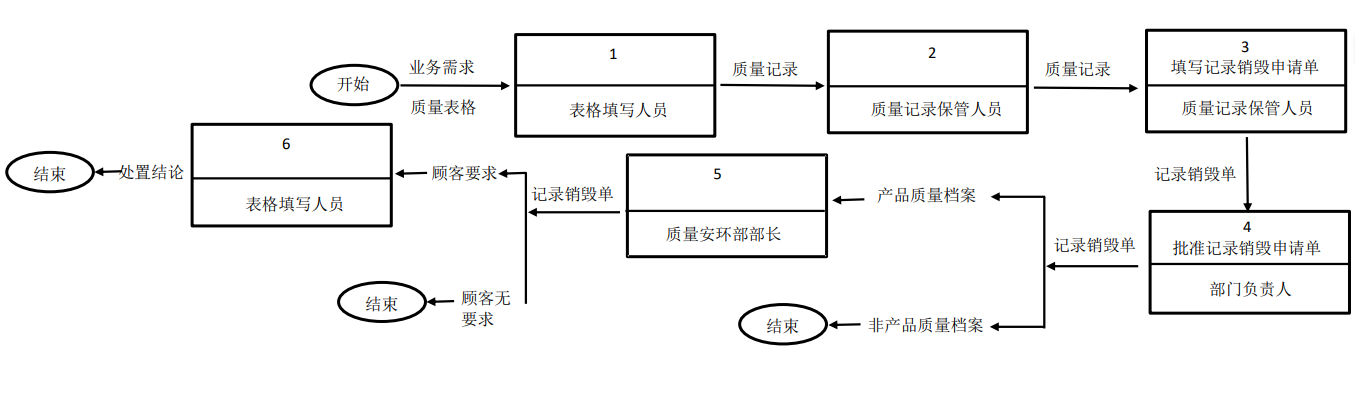 开始
业务需求
质量表格
1
表格填写人员
质量记录
2
质量记录保管人员
质量记录
3
填写记录销毁申请单
质量记录保管人员
记录销毁单
4
批准记录销毁申请单
部门负责人
记录销毁单
产品质量档案
非产品质量档案
结束
5
质量安环部部长
记录销毁单
顾客要求
顾客无
要求
结束
6
表格填写人员
处置结论
结束